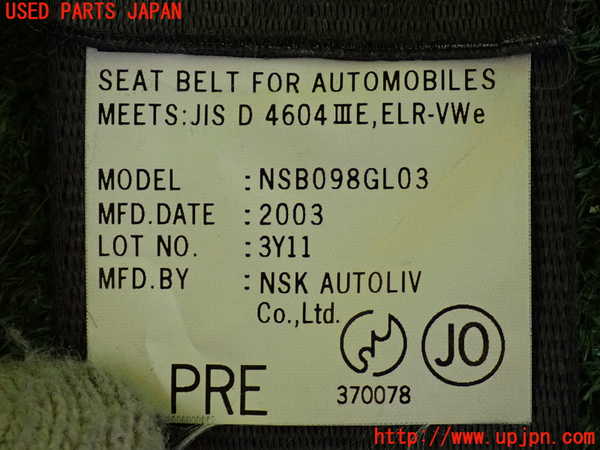 USED PARTS JAPAN
SEAT BELT FOR AUTOMOBILES
MEETS:JIS D 4604ⅢE,ELR-VWe
MODEL :NSB098GL03
MFD.DATE :2003
LOT NO. :3Y11
MFD.BY :NSK AUTOLIV
Co.,Ltd.
JO
PRE
370078
http://www.upjpn.com/